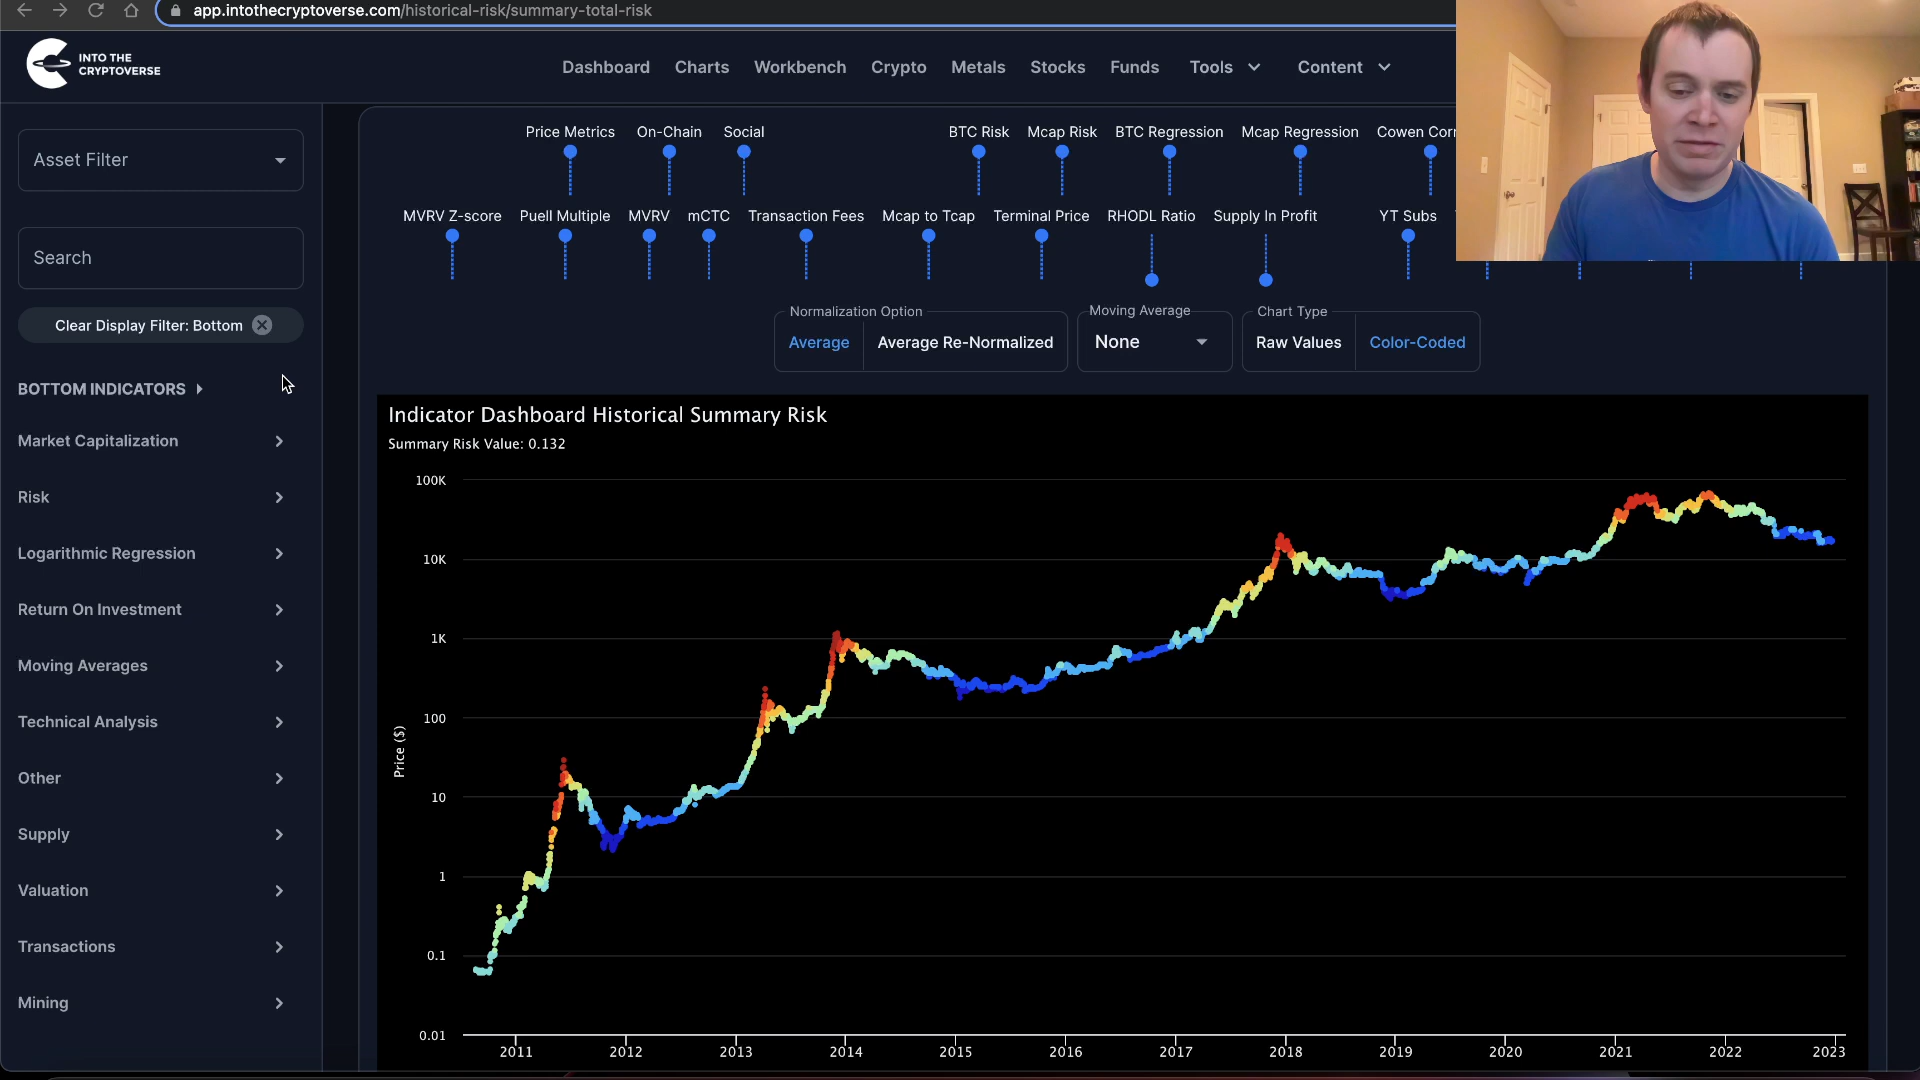 app.intothecryptoverse.com/historical-risk/summary-total-risk
INTO THE
CRYPTOVERSE
Dashboard Charts Workbench Crypto Metals Stocks Funds Tools Content
Asset Filter
Search
Clear Display Filter: Bottom
BOTTOM INDICATORS
Market Capitalization
Risk
Logarithmic Regression
Return On Investment
Moving Averages
Technical Analysis
Other
Supply
Valuation
Transactions
Mining
Price Metrics On-Chain Social BTC Risk Mcap Risk BTC Regression Mcap Regression Cowen Corr
MVRV Z-score Puell Multiple MVRV mCTC Transaction Fees Mcap to Tcap Terminal Price RHODL Ratio Supply In Profit YT Subs
Normalization Option Moving Average Chart Type
Average Average Re-Normalized None Raw Values Color-Coded
Indicator Dashboard Historical Summary Risk
Summary Risk Value: 0.132
Price ($)
100K
10K
1K
100
10
1
0.1
0.01
2011 2012 2013 2014 2015 2016 2017 2018 2019 2020 2021 2022 2023